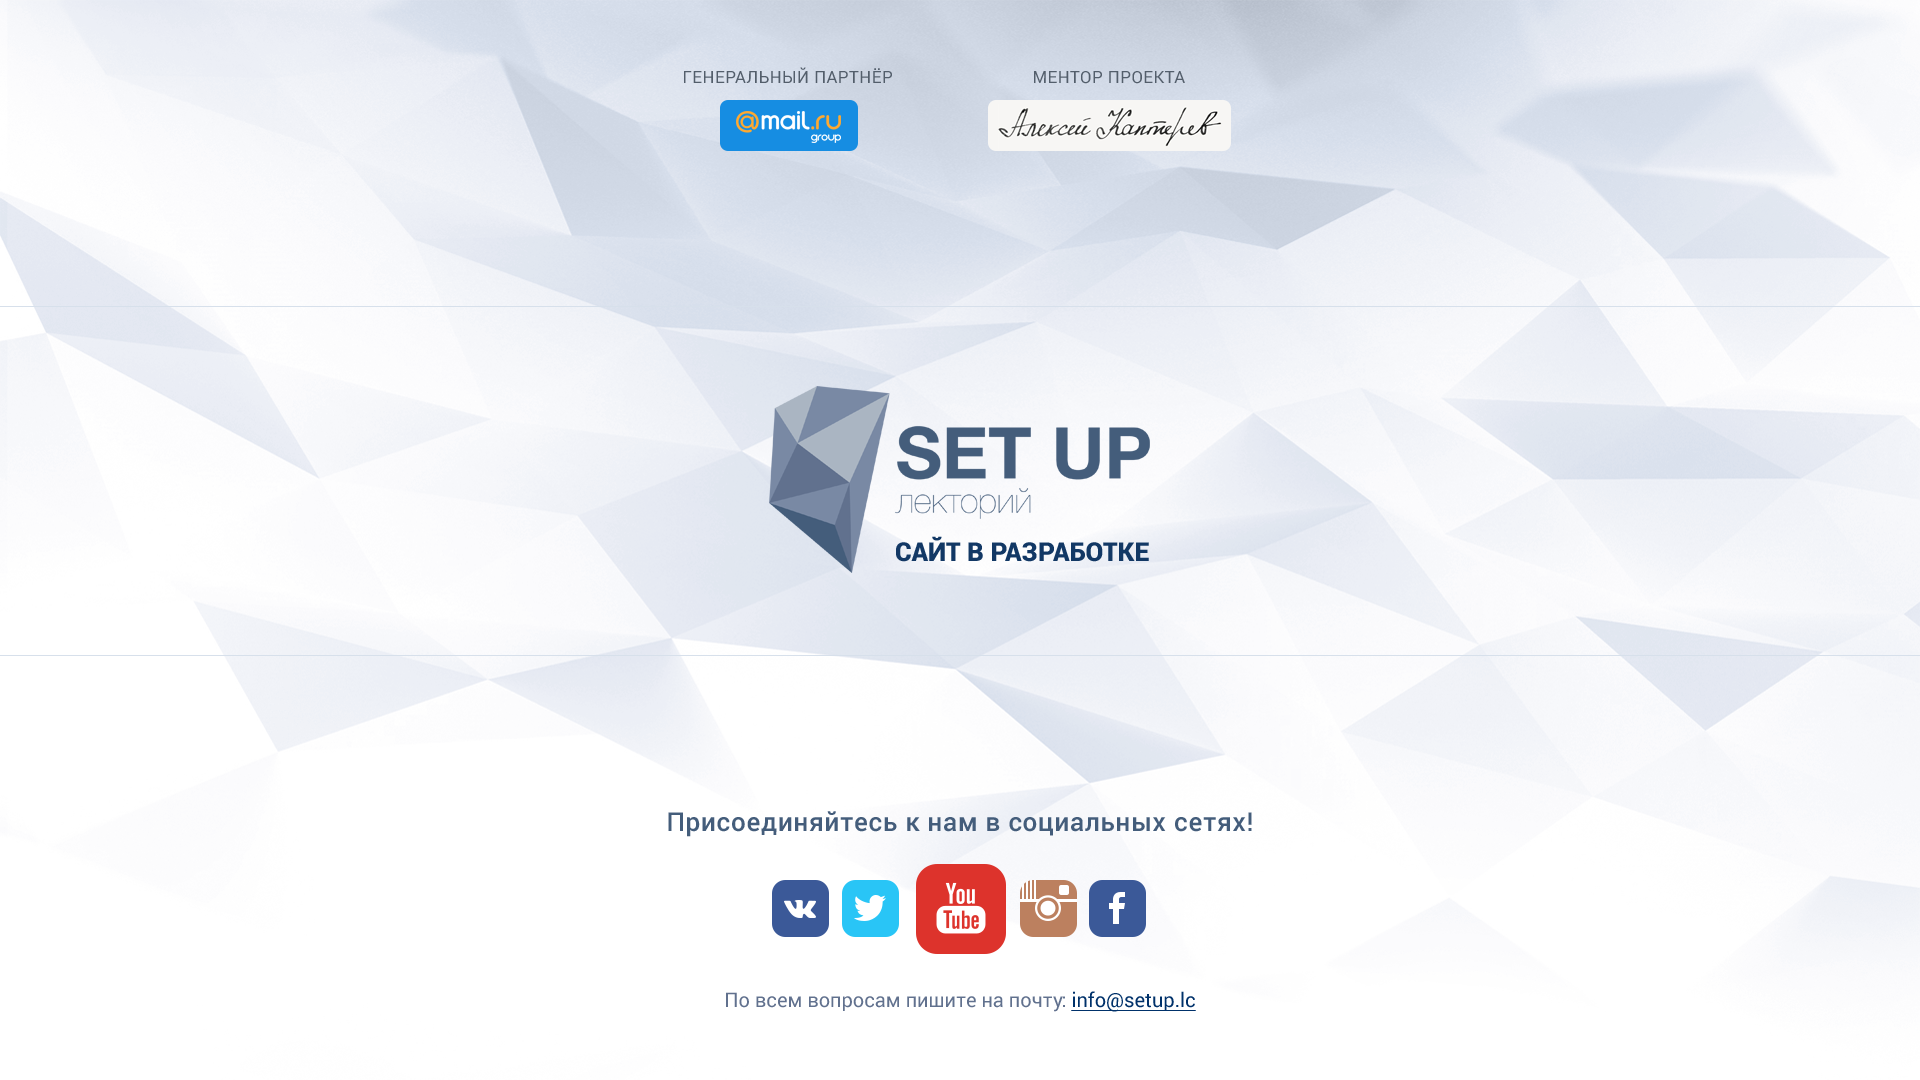 ГЕНЕРАЛЬНЫЙ ПАРТНЁР
@mail.ru
group
МЕНТОР ПРОЕКТА
Алексей Каптерев
SET UP
лекторий
САЙТ В РАЗРАБОТКЕ
Присоединяйтесь к нам в социальных сетях!
You
Tube
По всем вопросам пишите на почту: info@setup.lc